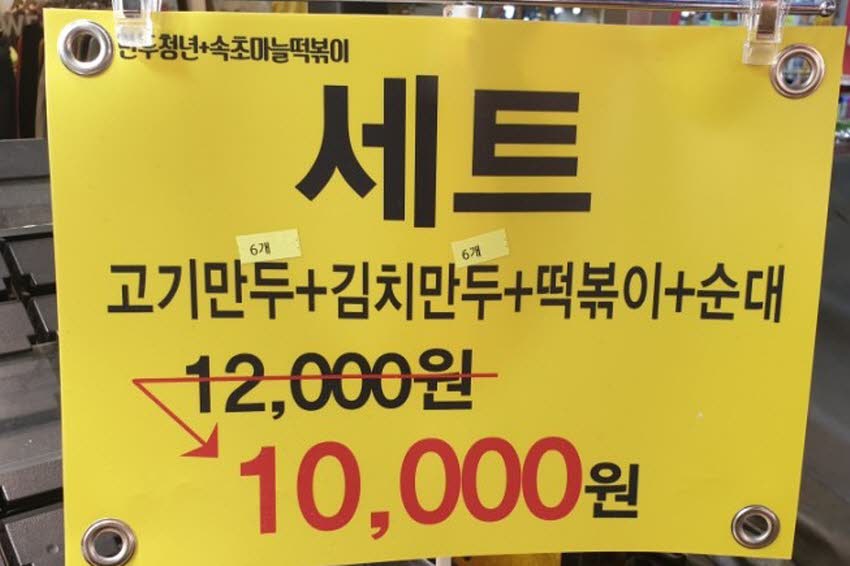 만두청년+속초마늘떡볶이
세트
6개 6개
고기만두+김치만두+떡볶이+순대
12,000원
10,000원